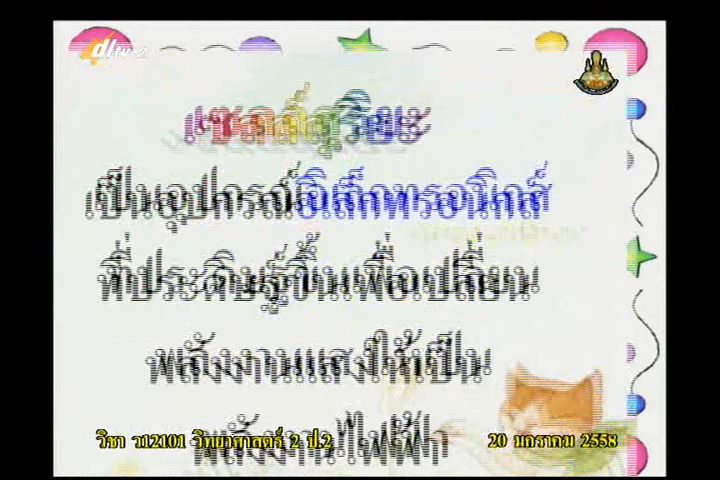 dltv 2
เซลล์สุริยะ
เป็นอุปกรณ์อิเล็กทรอนิกส์
ที่ประดิษฐ์ขึ้นเพื่อเปลี่ยน
พลังงานแสงให้เป็น
พลังงานไฟฟ้า
วิชา ว12101 วิทยาศาสตร์ 2 ป.2
20 มกราคม 2558